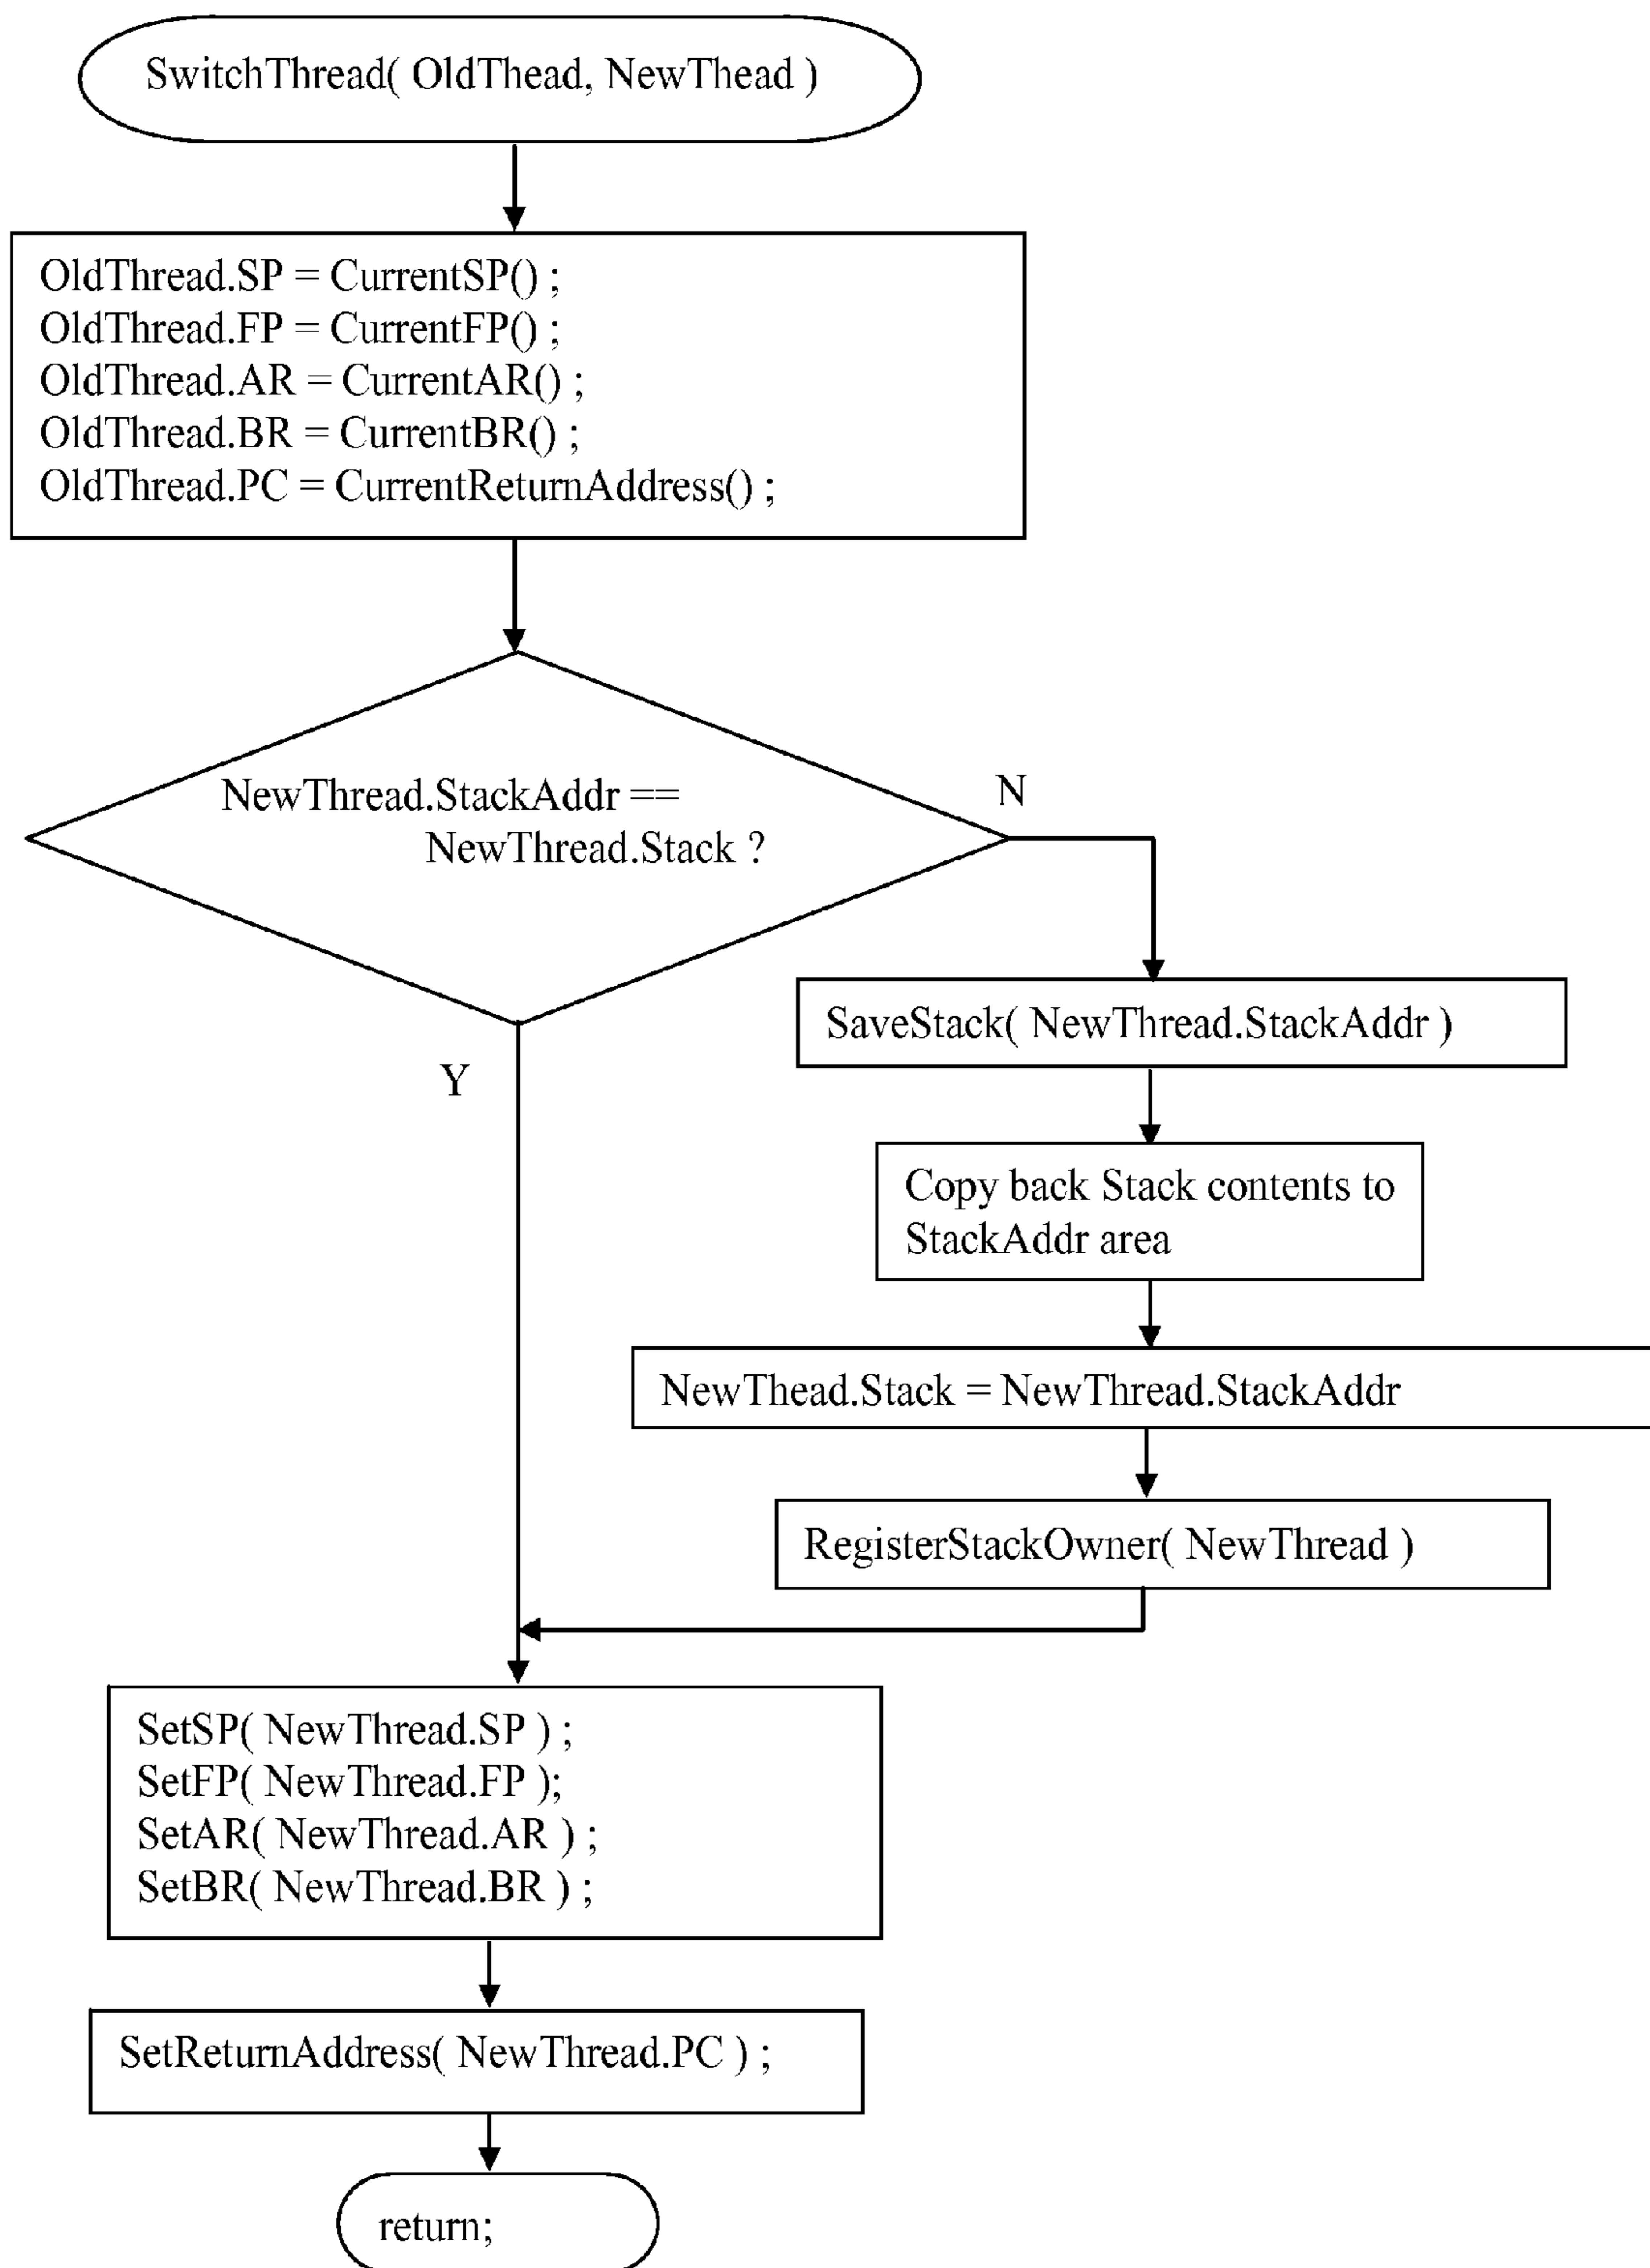 SwitchThread( OldThead, NewThead )
OldThread.SP = CurrentSP() ;
OldThread.FP = CurrentFP() ;
OldThread.AR = CurrentAR() ;
OldThread.BR = CurrentBR() ;
OldThread.PC = CurrentReturnAddress() ;
NewThread.StackAddr ==
NewThread.Stack ?
N
Y
SaveStack( NewThread.StackAddr )
Copy back Stack contents to
StackAddr area
NewThead.Stack = NewThread.StackAddr
RegisterStackOwner( NewThread )
SetSP( NewThread.SP ) ;
SetFP( NewThread.FP );
SetAR( NewThread.AR ) ;
SetBR( NewThread.BR ) ;
SetReturnAddress( NewThread.PC ) ;
return;